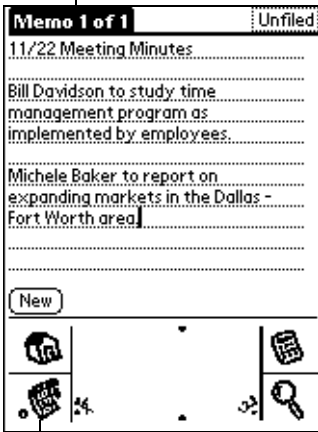 Memo 1 of 1
Unfiled
11/22 Meeting Minutes
Bill Davidson to study time
management program as
implemented by employees.
Michele Baker to report on
expanding markets in the Dallas -
Fort Worth area.
New